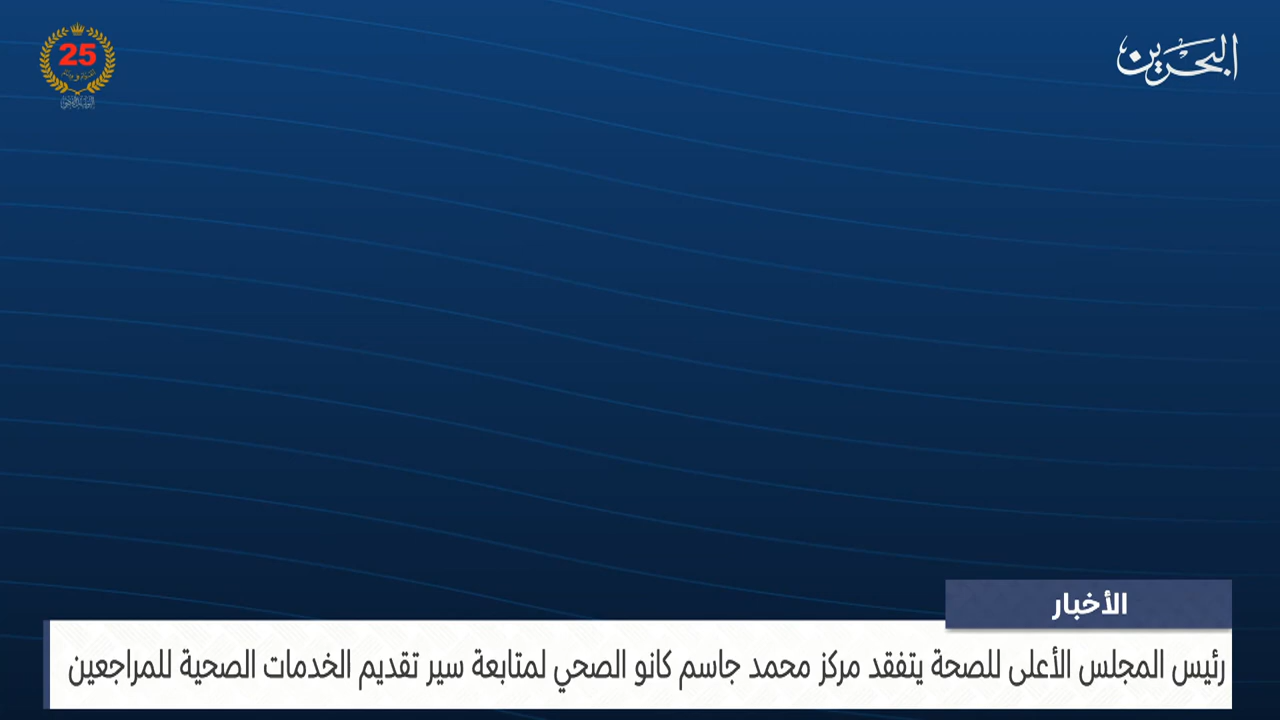 البحرين
25
الأخبار
رئيس المجلس الأعلى للصحة يتفقد مركز محمد جاسم كانو الصحي لمتابعة سير تقديم الخدمات الصحية للمراجعين